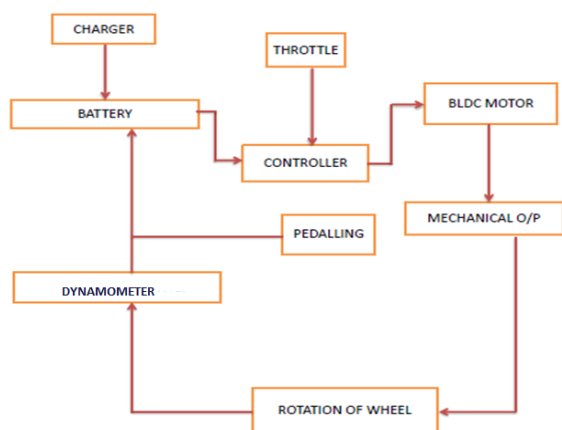 CHARGER
THROTTLE
BATTERY
BLDC MOTOR
CONTROLLER
MECHANICAL O/P
PEDALLING
DYNAMOMETER
ROTATION OF WHEEL